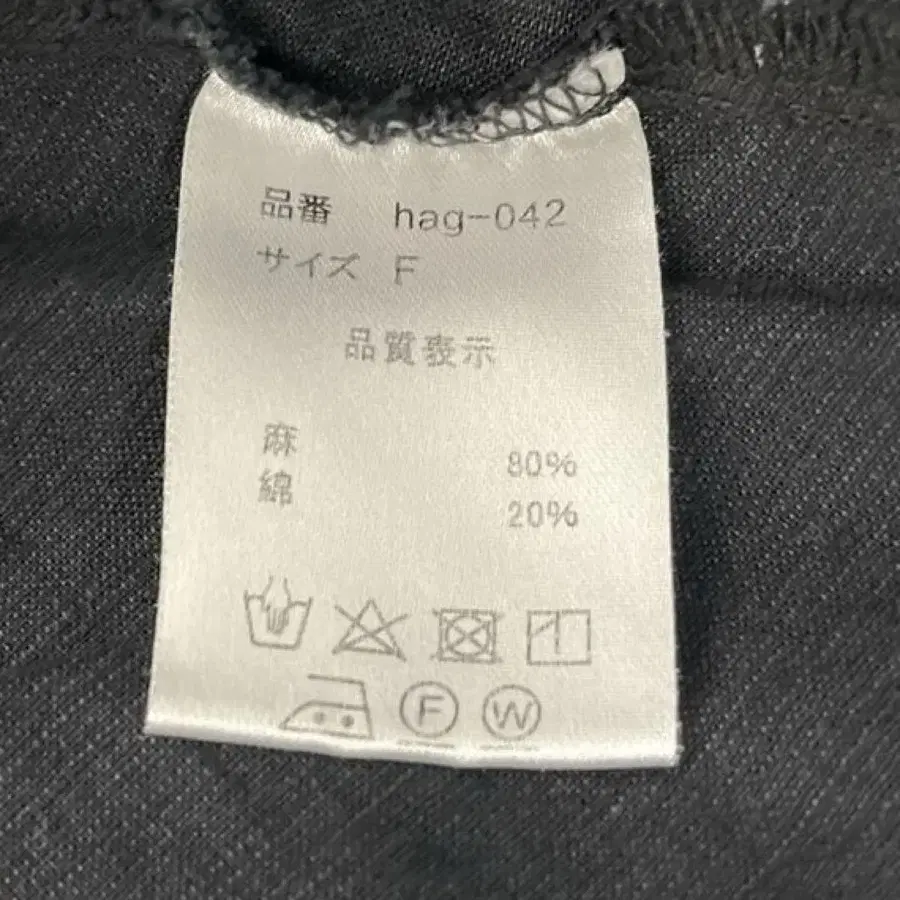 品番 hag-042
サイズ F
品質表示
麻 80%
綿 20%
F W